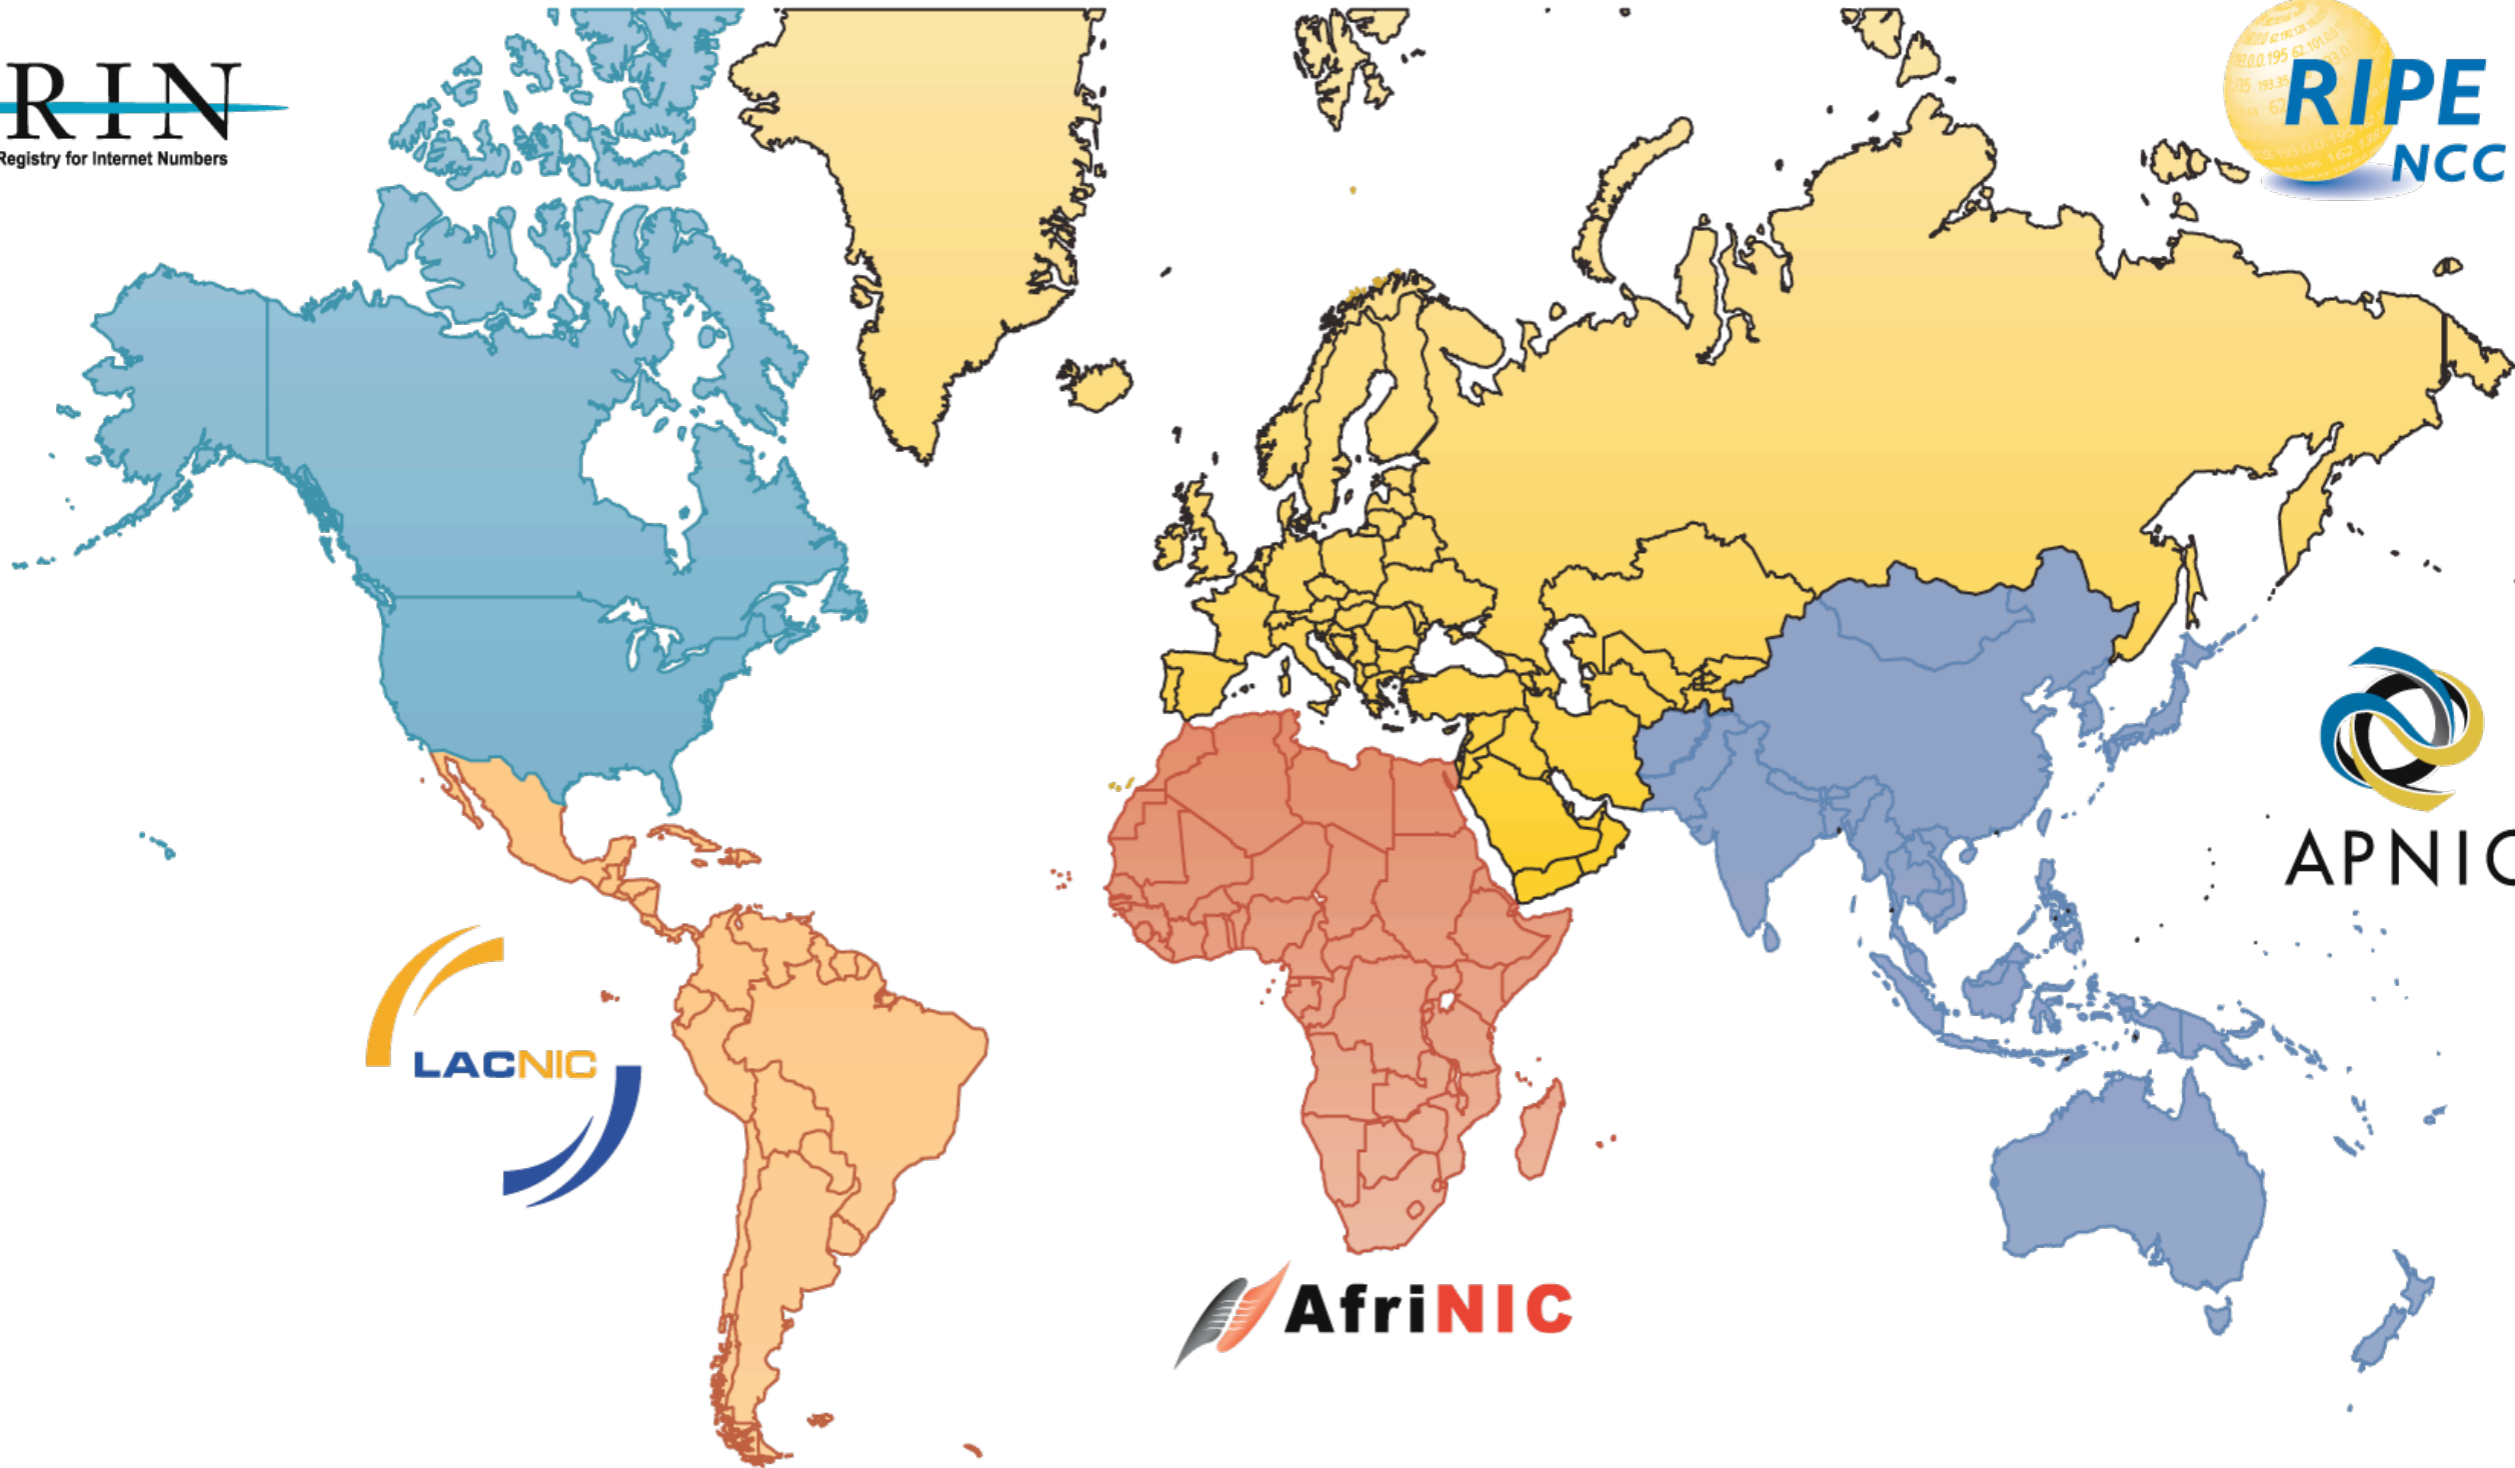 RIN
Registry for Internet Numbers
RIPE
NCC
APNIC
LACNIC
AfriNIC